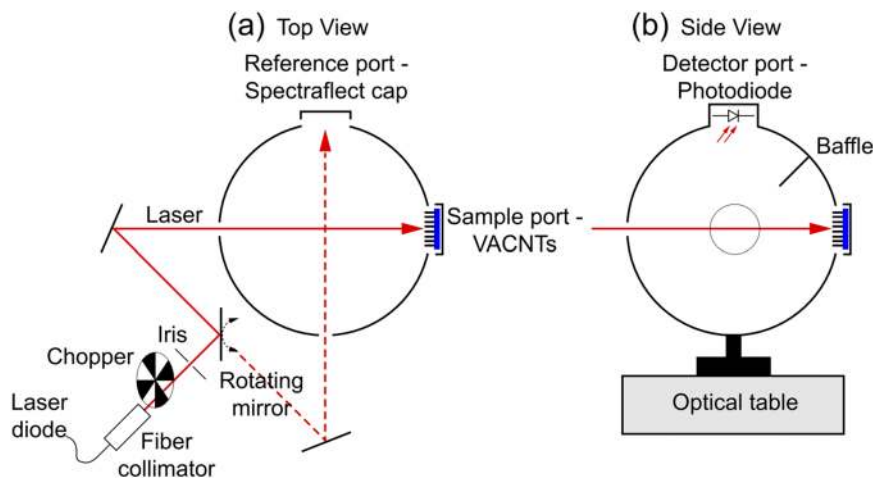 (a) Top View
Reference port -
Spectraflect cap
Laser
Sample port -
VACNTs
Iris
Chopper
Rotating
mirror
Laser
diode
Fiber
collimator
(b) Side View
Detector port -
Photodiode
Baffle
Optical table